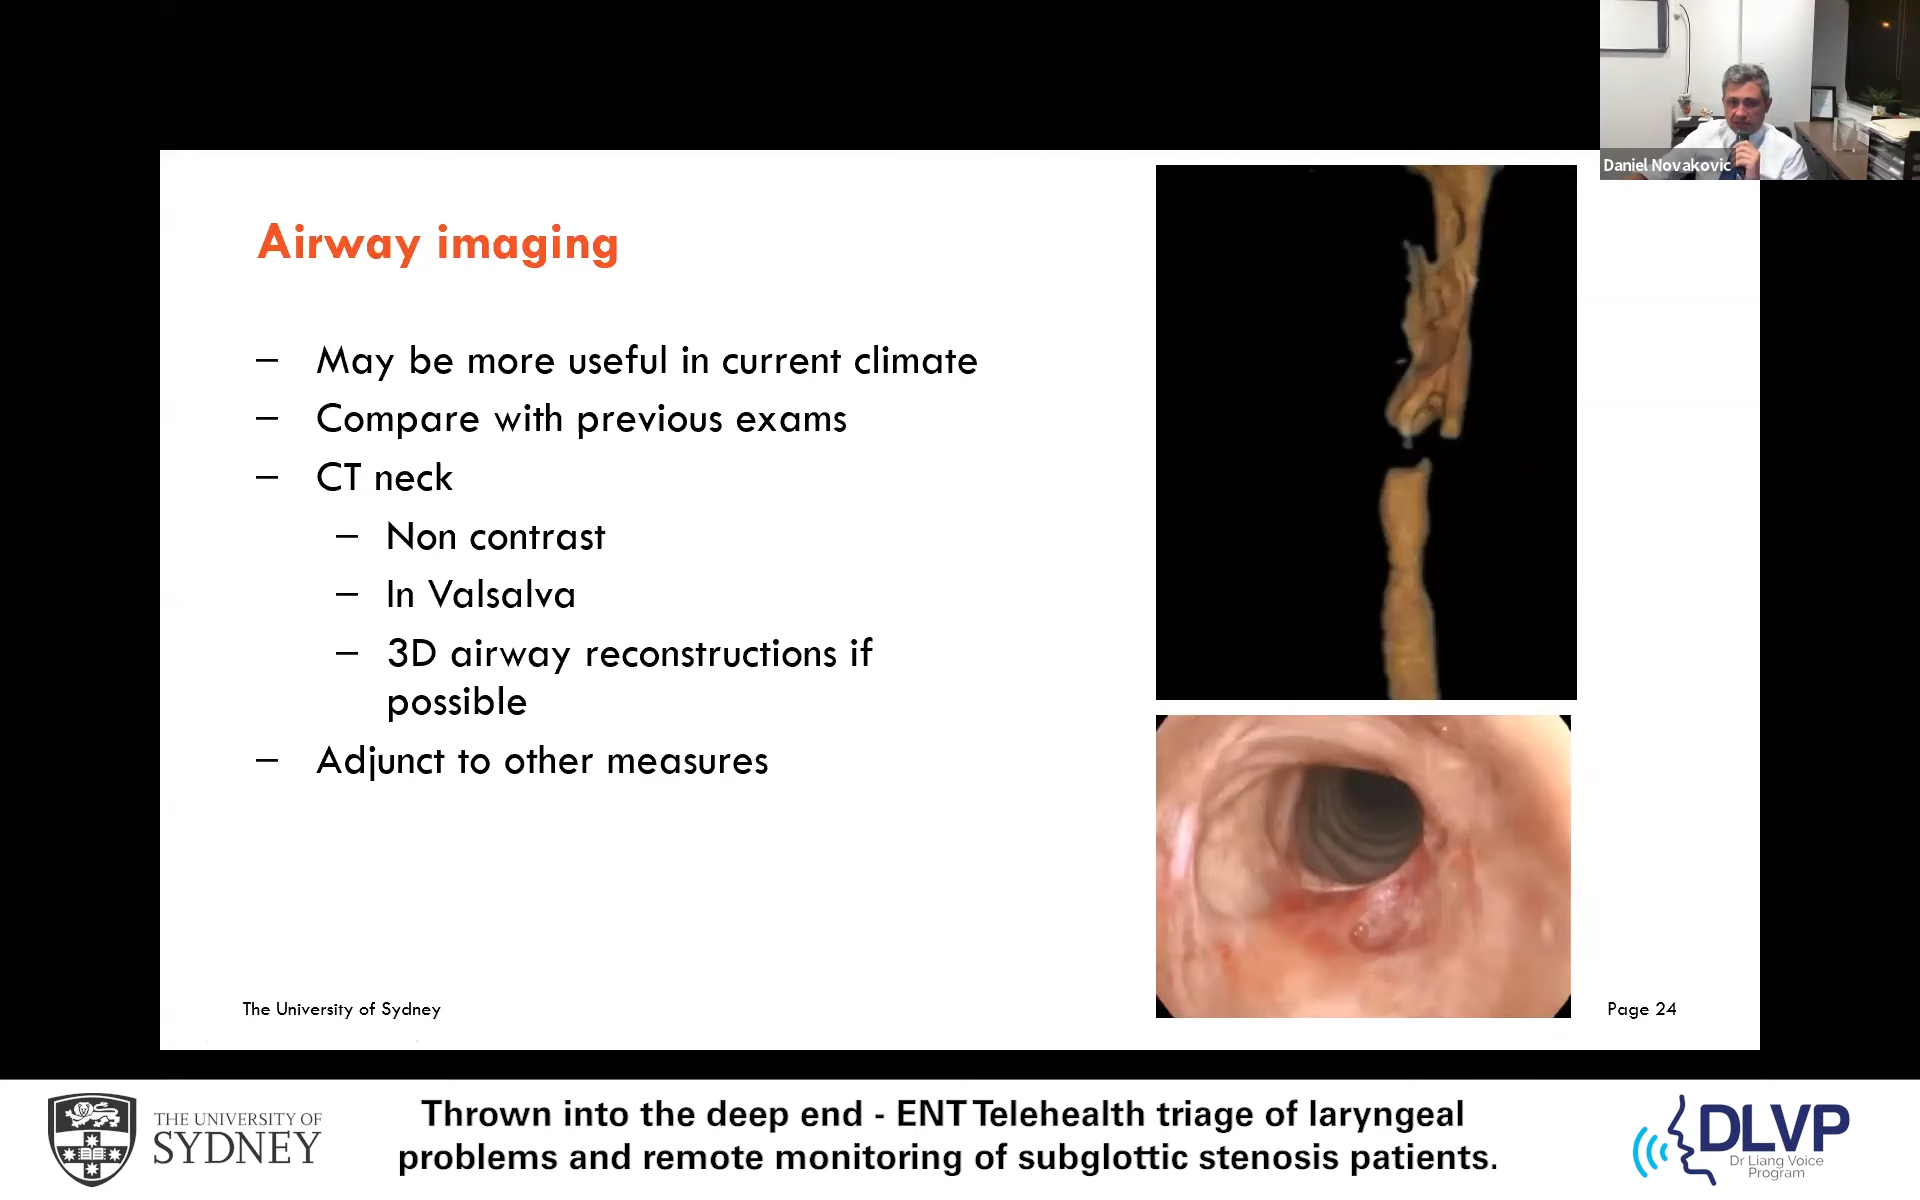 Daniel Novakovic
Airway imaging
– May be more useful in current climate
– Compare with previous exams
– CT neck
– Non contrast
– In Valsalva
– 3D airway reconstructions if
possible
– Adjunct to other measures
The University of Sydney
Page 24
THE UNIVERSITY OF
SYDNEY
Thrown into the deep end - ENT Telehealth triage of laryngeal
problems and remote monitoring of subglottic stenosis patients.
DLVP
Dr Liang Voice
Program